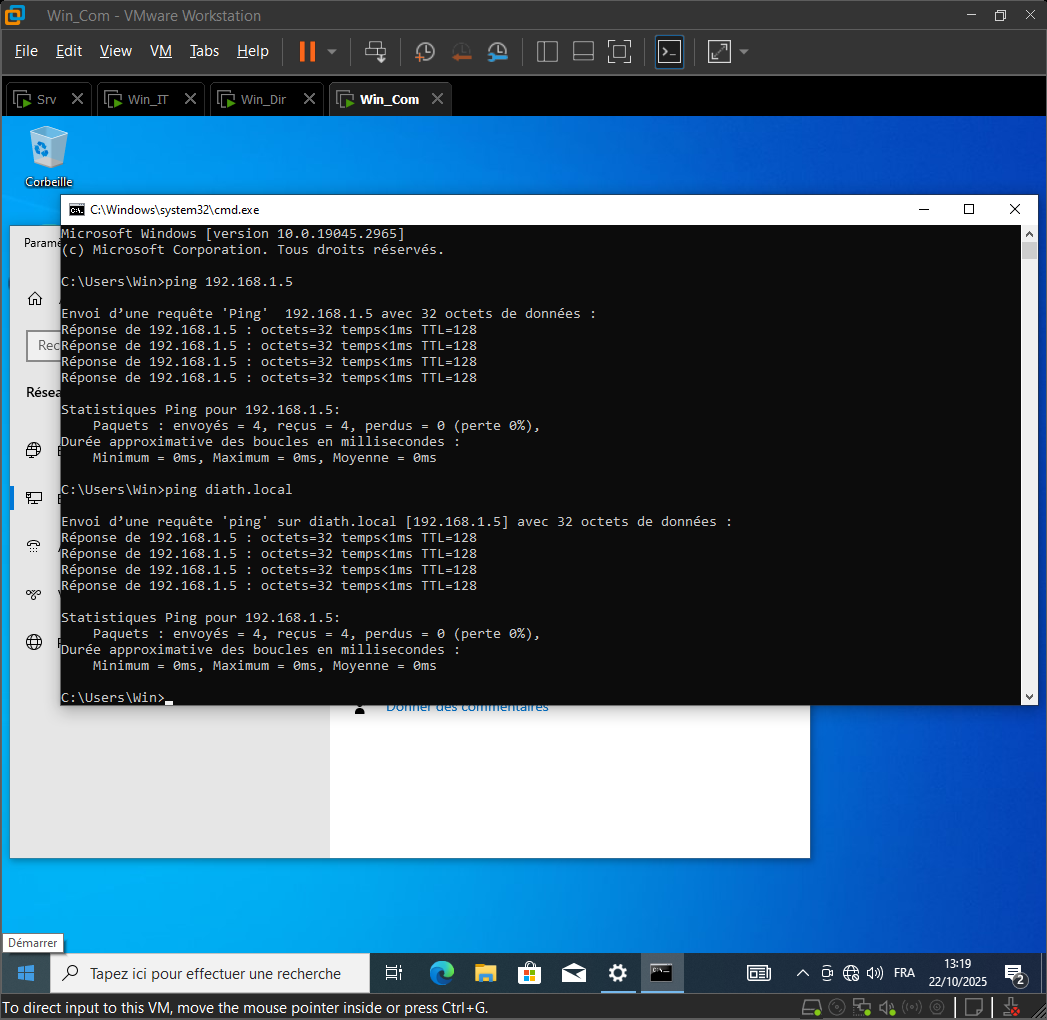 Win_Com - VMware Workstation
File Edit View VM Tabs Help
Srv Win_IT Win_Dir Win_Com
Corbeille
C:\Windows\system32\cmd.exe
Microsoft Windows [version 10.0.19045.2965]
(c) Microsoft Corporation. Tous droits réservés.
C:\Users\Win>ping 192.168.1.5
Envoi d’une requête 'Ping'  192.168.1.5 avec 32 octets de données :
Réponse de 192.168.1.5 : octets=32 temps<1ms TTL=128
Réponse de 192.168.1.5 : octets=32 temps<1ms TTL=128
Réponse de 192.168.1.5 : octets=32 temps<1ms TTL=128
Réponse de 192.168.1.5 : octets=32 temps<1ms TTL=128
Statistiques Ping pour 192.168.1.5:
Paquets : envoyés = 4, reçus = 4, perdus = 0 (perte 0%),
Durée approximative des boucles en millisecondes :
Minimum = 0ms, Maximum = 0ms, Moyenne = 0ms
C:\Users\Win>ping diath.local
Envoi d’une requête 'ping' sur diath.local [192.168.1.5] avec 32 octets de données :
Réponse de 192.168.1.5 : octets=32 temps<1ms TTL=128
Réponse de 192.168.1.5 : octets=32 temps<1ms TTL=128
Réponse de 192.168.1.5 : octets=32 temps<1ms TTL=128
Réponse de 192.168.1.5 : octets=32 temps<1ms TTL=128
Statistiques Ping pour 192.168.1.5:
Paquets : envoyés = 4, reçus = 4, perdus = 0 (perte 0%),
Durée approximative des boucles en millisecondes :
Minimum = 0ms, Maximum = 0ms, Moyenne = 0ms
C:\Users\Win>
Donner des commentaires
Démarrer
Tapez ici pour effectuer une recherche
FRA
13:19
22/10/2025
2
To direct input to this VM, move the mouse pointer inside or press Ctrl+G.